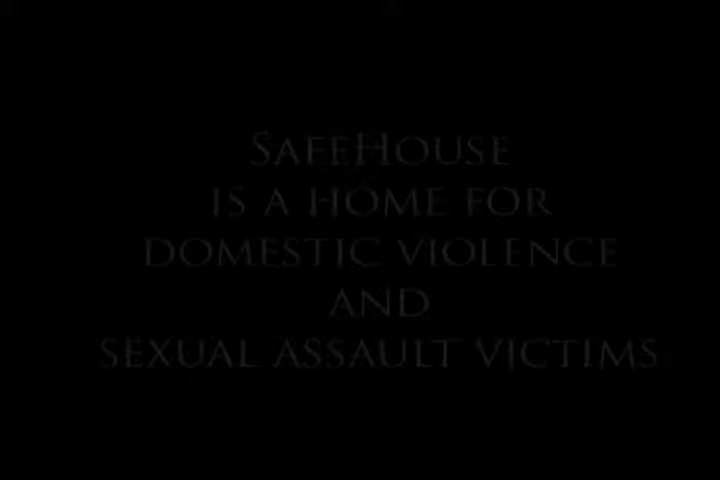 SAFEHOUSE
IS A HOME FOR
DOMESTIC VIOLENCE
AND
SEXUAL ASSAULT VICTIMS